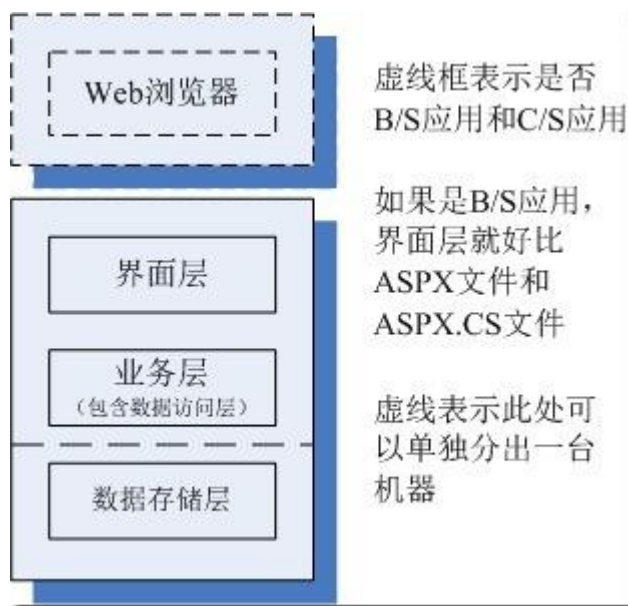 Web浏览器
虚线框表示是否
B/S应用和C/S应用
如果是B/S应用，
界面层就好比
ASPX文件和
ASPX.CS文件
界面层
业务层
（包含数据访问层）
虚线表示此处可
以单独分出一台
机器
数据存储层